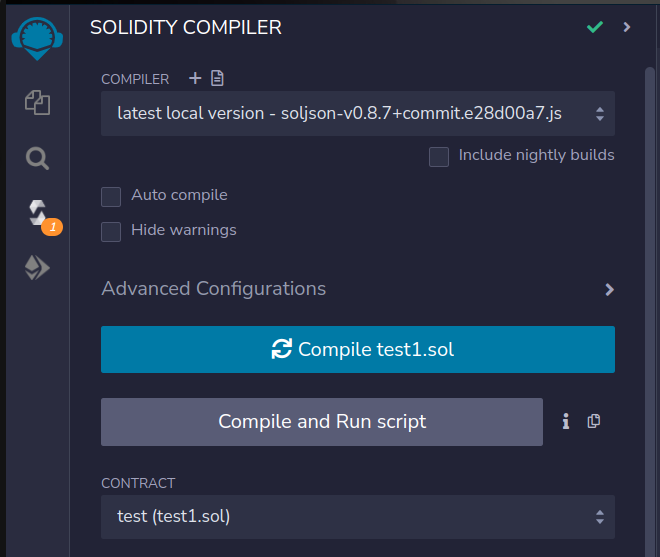 SOLIDITY COMPILER
COMPILER
latest local version - soljson-v0.8.7+commit.e28d00a7.js
Include nightly builds
Auto compile
1
Hide warnings
Advanced Configurations
Compile test1.sol
Compile and Run script
CONTRACT
test (test1.sol)